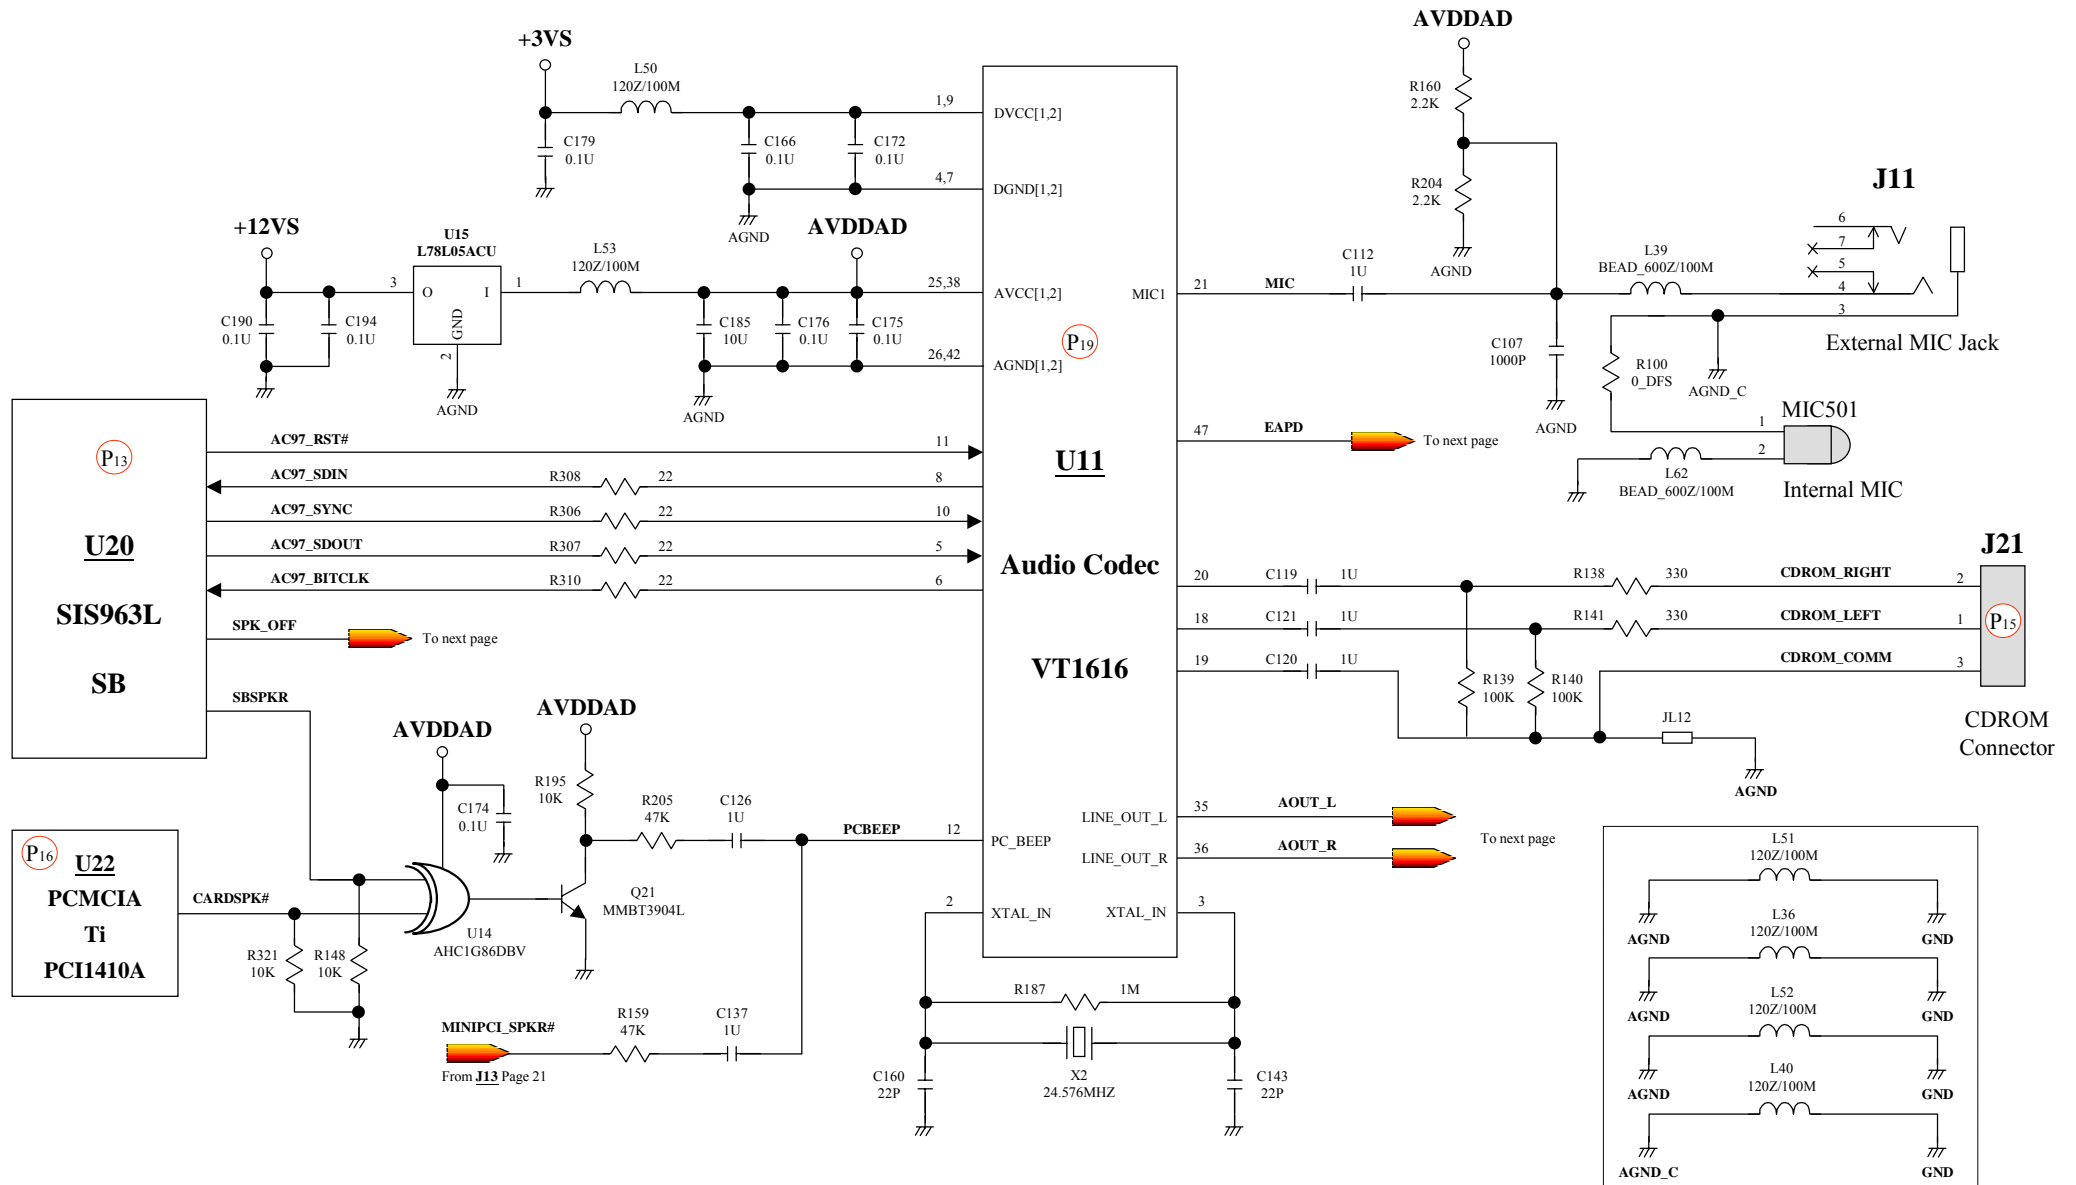 +3VS
L50
120Z/100M
C179
0.1U
C166
0.1U
C172
0.1U
1,9
4,7
AGND
DVCC[1,2]
DGND[1,2]
+12VS
U15
L78L05ACU
3
O
I
1
GND
2
AGND
C190
0.1U
C194
0.1U
L53
120Z/100M
AVDDAD
C185
10U
C176
0.1U
C175
0.1U
AGND
25,38
26,42
AVCC[1,2]
AGND[1,2]
P13
U20
SIS963L
SB
AC97_RST#
11
AC97_SDIN
R308
22
8
AC97_SYNC
R306
22
10
AC97_SDOUT
R307
22
5
AC97_BITCLK
R310
22
6
SPK_OFF
To next page
SBSPKR
P16
U22
PCMCIA
Ti
PCI1410A
CARDSPK#
R321
10K
R148
10K
AVDDAD
C174
0.1U
U14
AHC1G86DBV
AVDDAD
R195
10K
Q21
MMBT3904L
R205
47K
C126
1U
PCBEEP
12
PC_BEEP
MINIPCI_SPKR#
From J13 Page 21
R159
47K
C137
1U
P19
U11
Audio Codec
VT1616
MIC1
21
MIC
C112
1U
AVDDAD
R160
2.2K
R204
2.2K
AGND
C107
1000P
AGND
L39
BEAD_600Z/100M
J11
6
7
5
4
3
External MIC Jack
R100
0_DFS
AGND_C
MIC501
1
2
L62
BEAD_600Z/100M
Internal MIC
47
EAPD
To next page
20
C119
1U
R138
330
CDROM_RIGHT
2
18
C121
1U
R141
330
CDROM_LEFT
1
19
C120
1U
CDROM_COMM
3
R139
100K
R140
100K
JL12
AGND
J21
P15
CDROM
Connector
LINE_OUT_L
35
AOUT_L
LINE_OUT_R
36
AOUT_R
To next page
2
XTAL_IN
XTAL_IN
3
R187
1M
X2
24.576MHZ
C160
22P
C143
22P
L51
120Z/100M
AGND
GND
L36
120Z/100M
AGND
GND
L52
120Z/100M
AGND
GND
L40
120Z/100M
AGND_C
GND